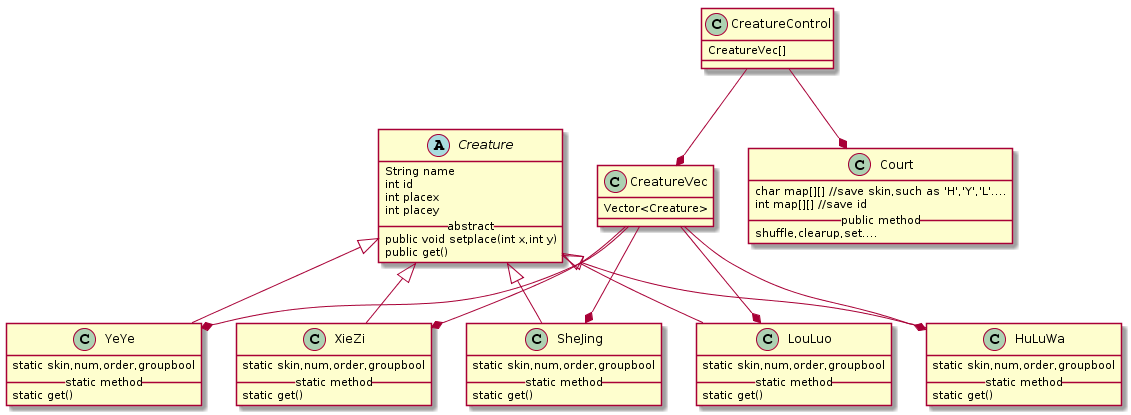 C CreatureControl
CreatureVec[]
A Creature
String name
int id
int placex
int placey
abstract
public void setplace(int x,int y)
public get()
C CreatureVec
Vector<Creature>
C Court
char map[][] //save skin,such as 'H','Y','L'....
int map[][] //save id
public method
shuffle,clearup,set....
C YeYe
static skin,num,order,groupbool
static method
static get()
C XieZi
static skin,num,order,groupbool
static method
static get()
C SheJing
static skin,num,order,groupbool
static method
static get()
C LouLuo
static skin,num,order,groupbool
static method
static get()
C HuLuWa
static skin,num,order,groupbool
static method
static get()